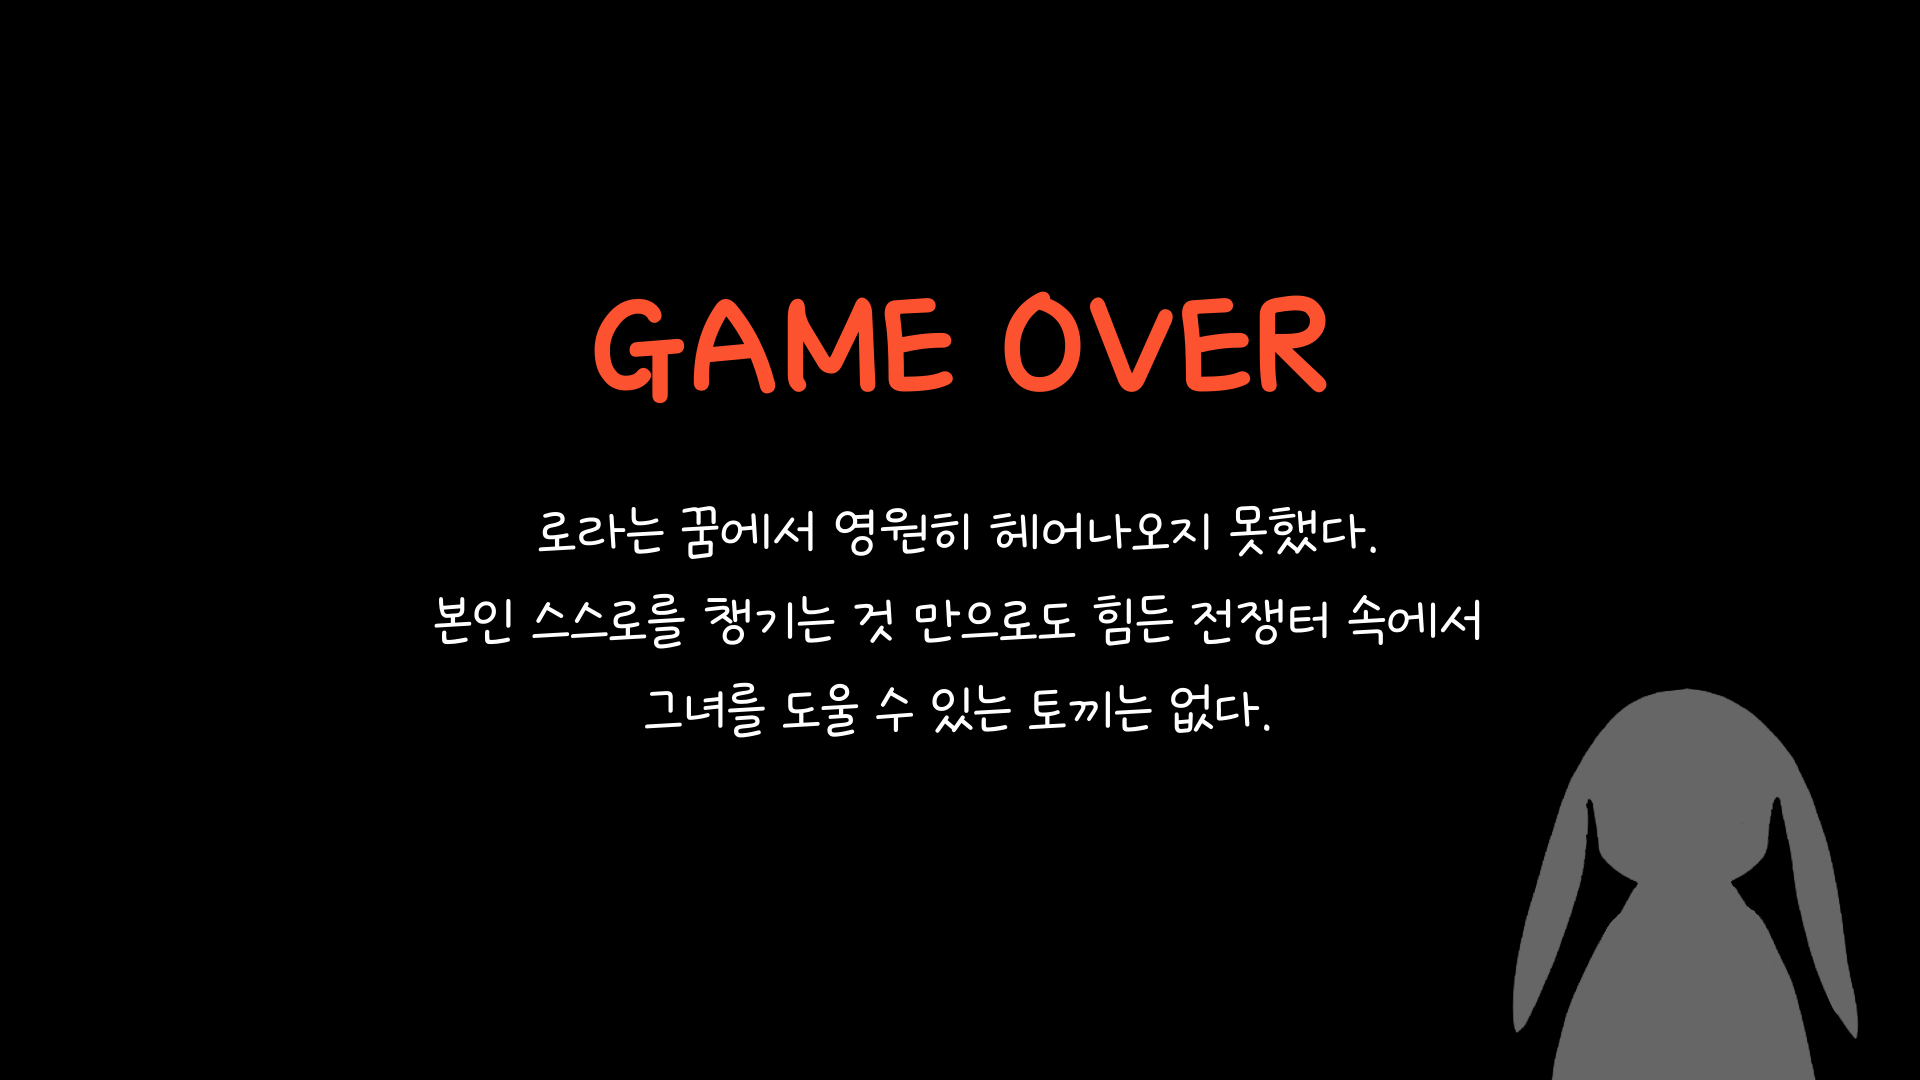 GAME OVER
로라는 꿈에서 영원히 헤어나오지 못했다.
본인 스스로를 챙기는 것 만으로도 힘든 전쟁터 속에서
그녀를 도울 수 있는 토끼는 없다.